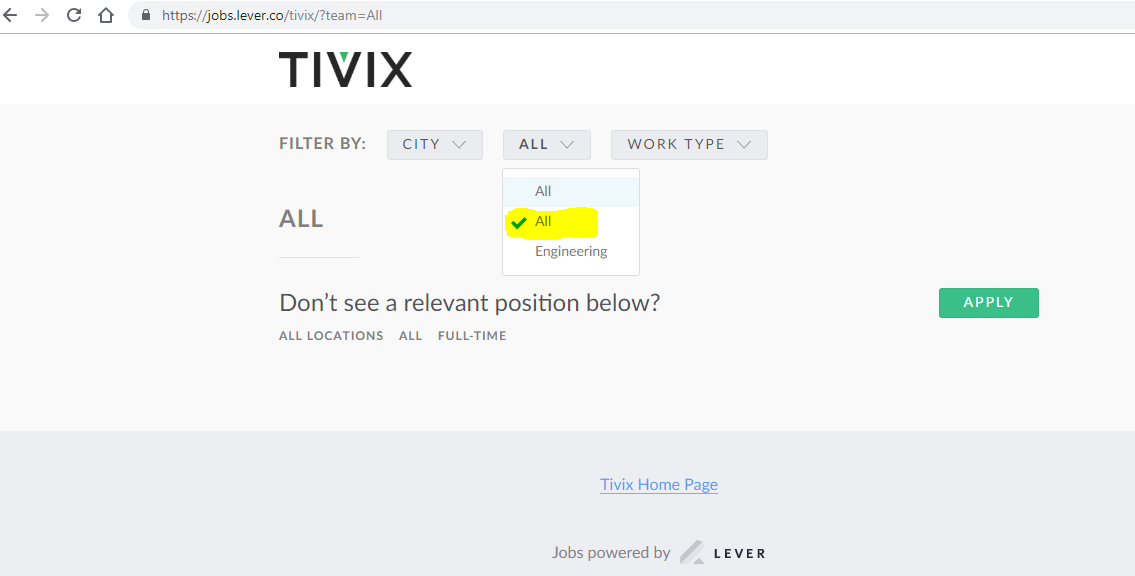 https://jobs.lever.co/tivix/?team=All
TIVIX
FILTER BY: CITY ALL WORK TYPE
All
All
Engineering
ALL
Don’t see a relevant position below? APPLY
ALL LOCATIONS ALL FULL-TIME
Tivix Home Page
Jobs powered by LEVER